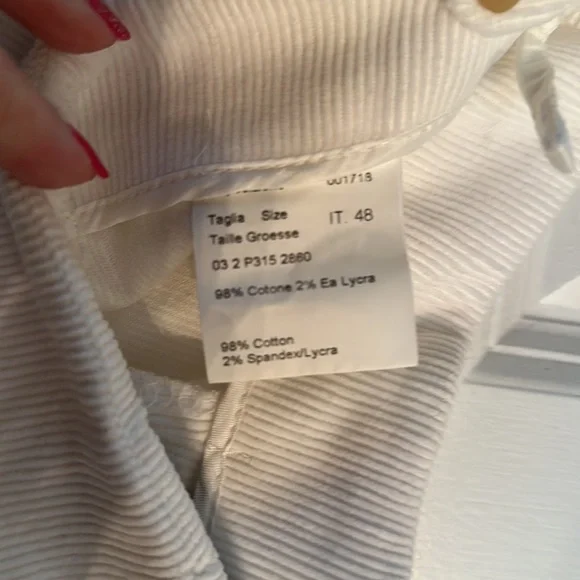 001718
Taglia Size IT. 48
Taille Groesse
03 2 P315 2860
98% Cotone 2% Ea Lycra
98% Cotton
2% Spandex/Lycra